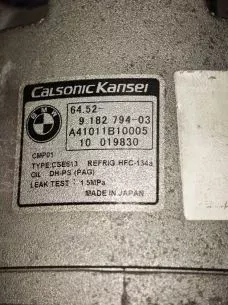 CALSONIC KANSEI
BMW
64.52-
9 182 794-03
A41011B10005
10 019830
CMP01
TYPE:CSE613 REFRIG HFC-134a
OIL DH-PS (PAG)
LEAK TEST 1.5MPa
MADE IN JAPAN